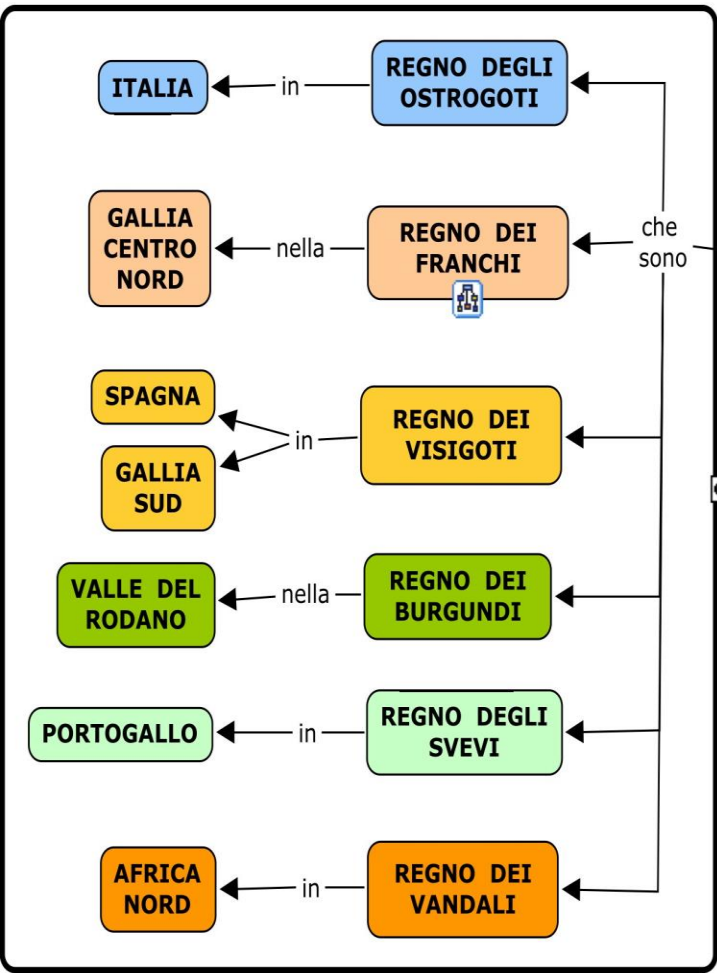 ITALIA
in
REGNO DEGLI
OSTROGOTI
GALLIA
CENTRO
NORD
nella
REGNO DEI
FRANCHI
che
sono
SPAGNA
GALLIA
SUD
in
REGNO DEI
VISIGOTI
VALLE DEL
RODANO
nella
REGNO DEI
BURGUNDI
PORTOGALLO
in
REGNO DEGLI
SVEVI
AFRICA
NORD
in
REGNO DEI
VANDALI